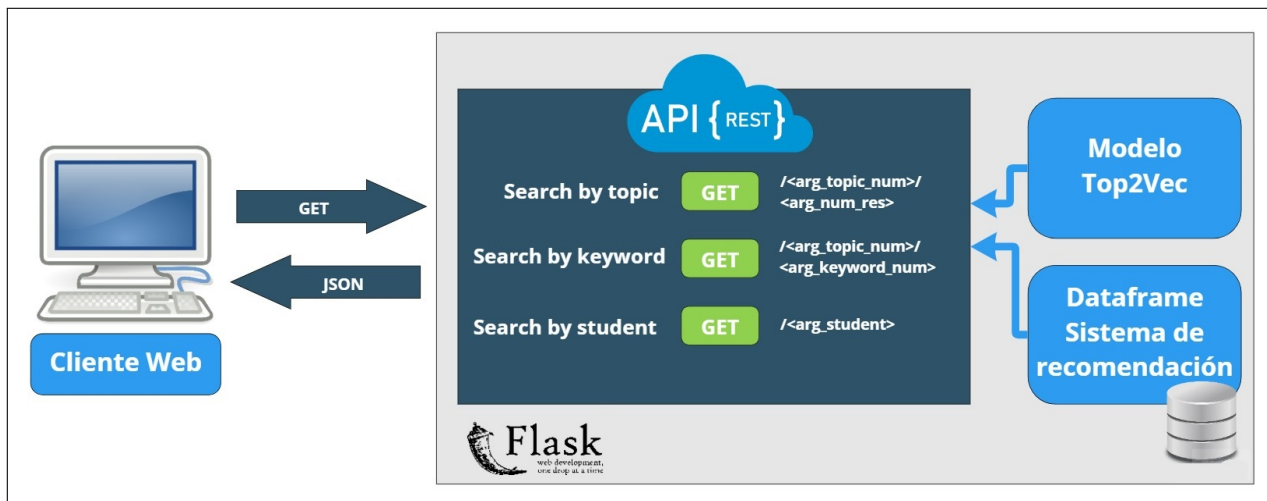 API {REST}
Search by topic GET /<arg_topic_num>/
<arg_num_res>
Search by keyword GET /<arg_topic_num>/
<arg_keyword_num>
Search by student GET /<arg_student>
GET
JSON
Cliente Web
Modelo
Top2Vec
Dataframe
Sistema de
recomendación
Flask
web development,
one drop at a time